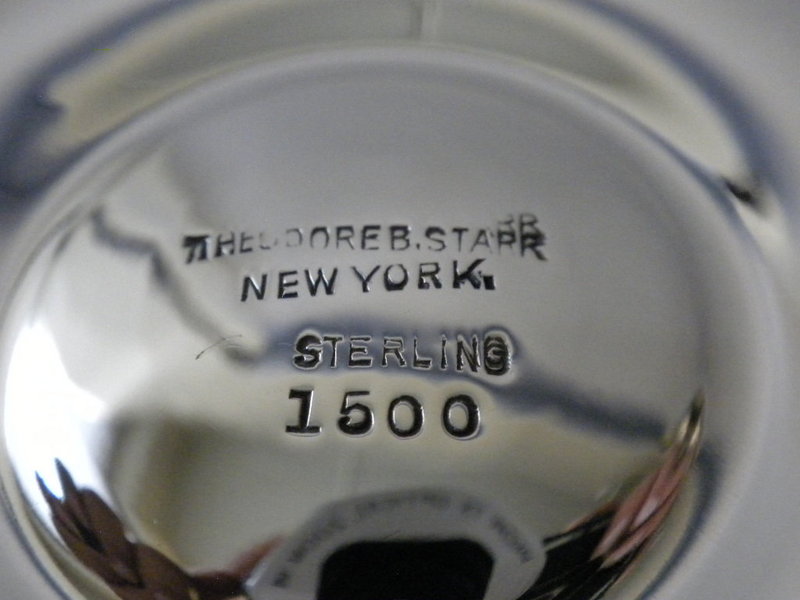 THEODORE B. STARR
NEW YORK.
STERLING
1500